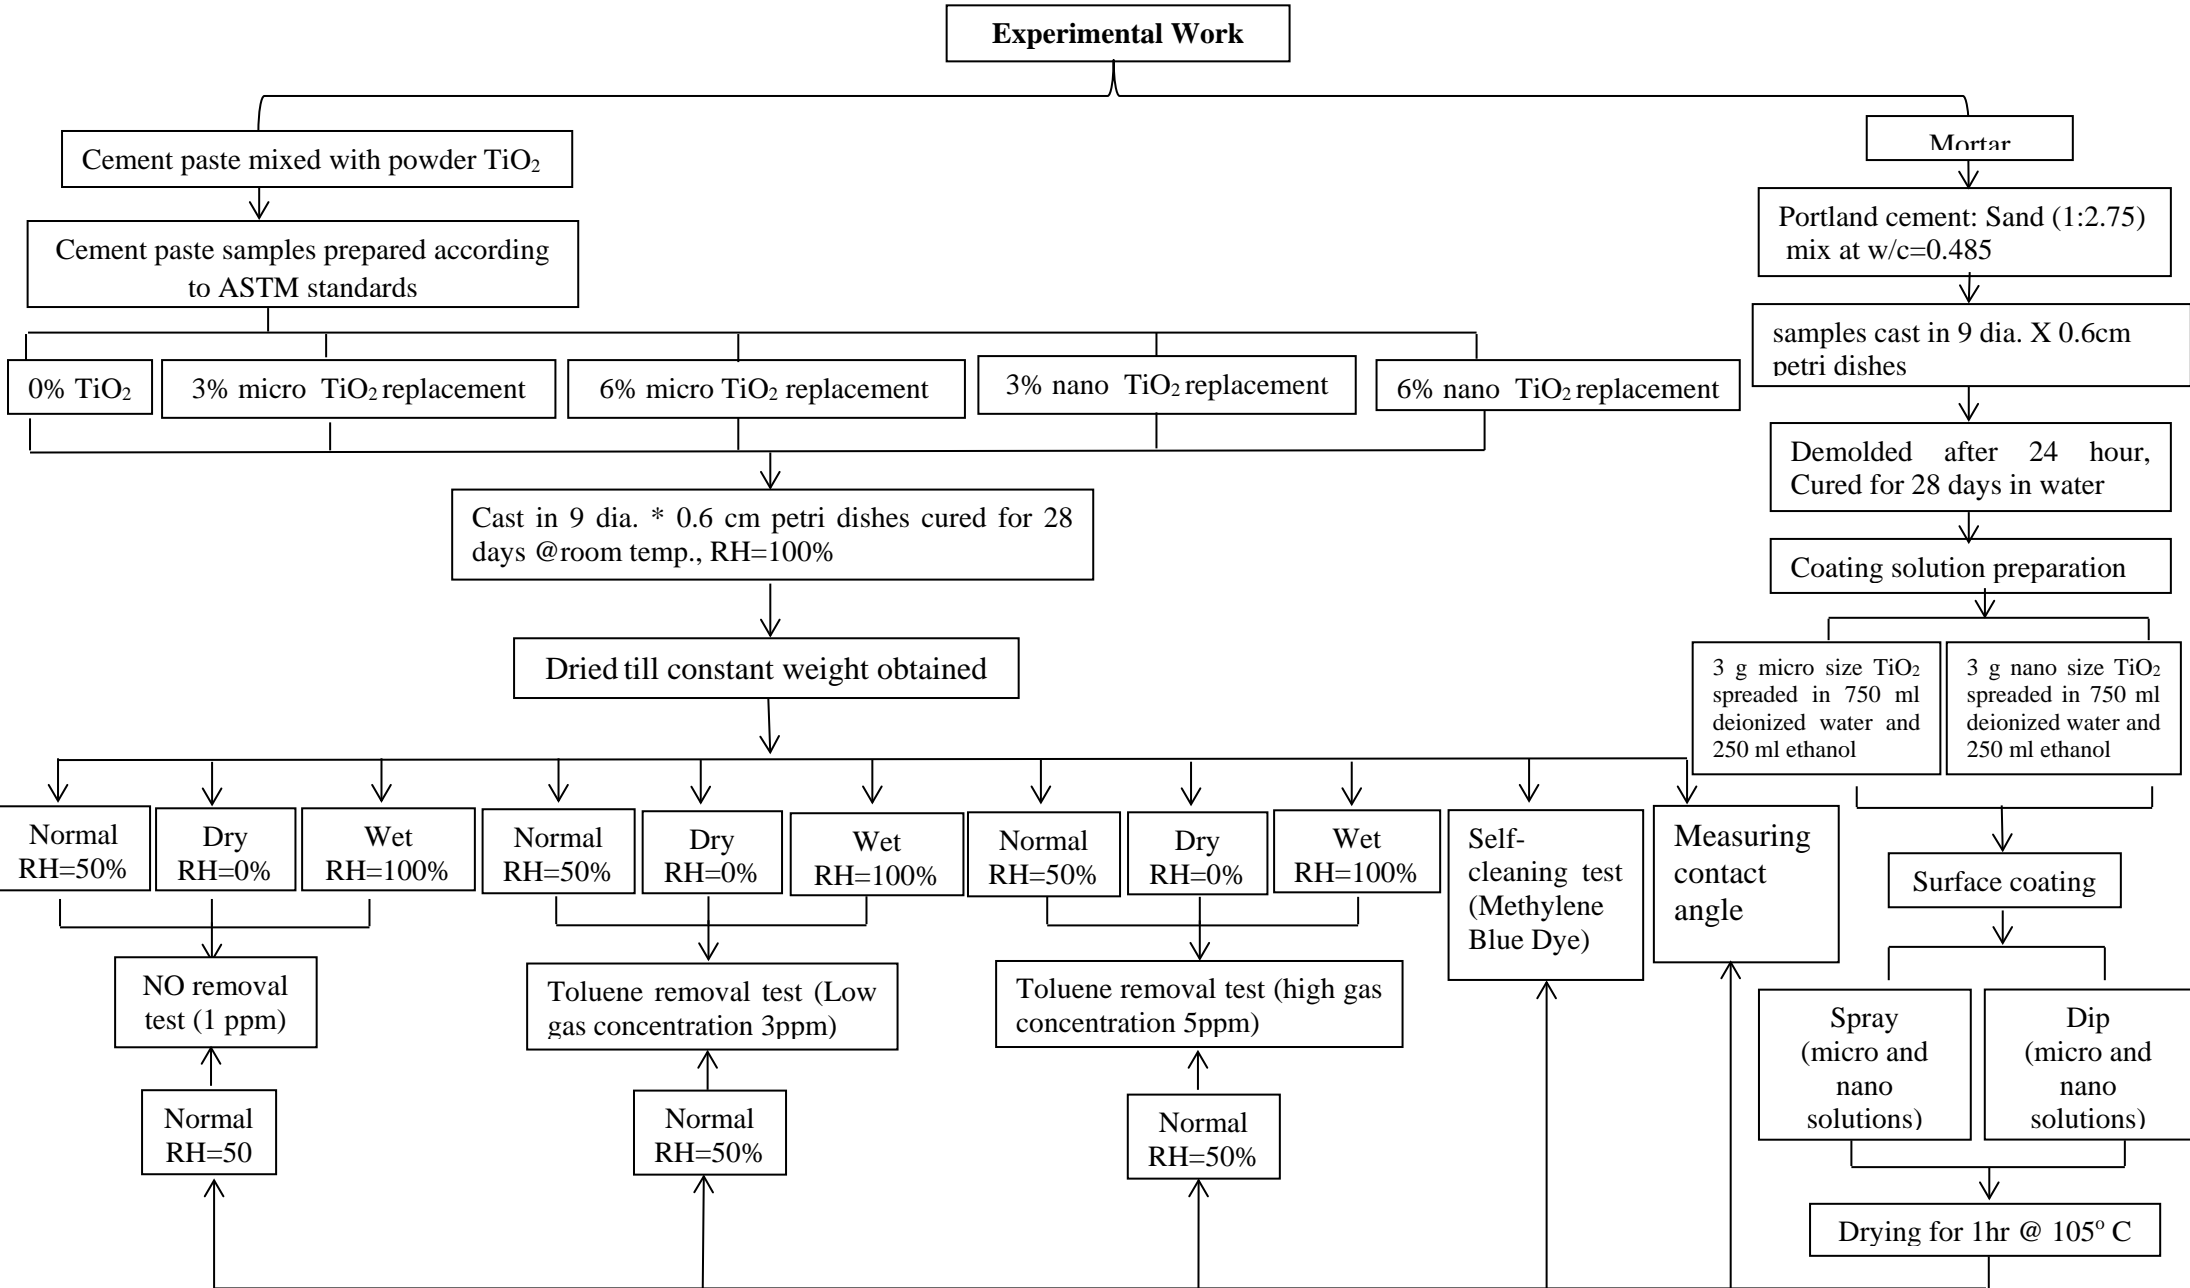 Experimental Work
Cement paste mixed with powder TiO₂
Mortar
Cement paste samples prepared according
to ASTM standards
Portland cement: Sand (1:2.75)
mix at w/c=0.485
samples cast in 9 dia. X 0.6cm
petri dishes
0% TiO₂
3% micro TiO₂ replacement
6% micro TiO₂ replacement
3% nano TiO₂ replacement
6% nano TiO₂ replacement
Demolded after 24 hour,
Cured for 28 days in water
Cast in 9 dia. * 0.6 cm petri dishes cured for 28
days @room temp., RH=100%
Coating solution preparation
Dried till constant weight obtained
3 g micro size TiO₂
spreaded in 750 ml
deionized water and
250 ml ethanol
3 g nano size TiO₂
spreaded in 750 ml
deionized water and
250 ml ethanol
Normal
RH=50%
Dry
RH=0%
Wet
RH=100%
Normal
RH=50%
Dry
RH=0%
Wet
RH=100%
Normal
RH=50%
Dry
RH=0%
Wet
RH=100%
Self-
cleaning test
(Methylene
Blue Dye)
Measuring
contact
angle
Surface coating
NO removal
test (1 ppm)
Toluene removal test (Low
gas concentration 3ppm)
Toluene removal test (high gas
concentration 5ppm)
Spray
(micro and
nano
solutions)
Dip
(micro and
nano
solutions)
Normal
RH=50
Normal
RH=50%
Normal
RH=50%
Drying for 1hr @ 105° C